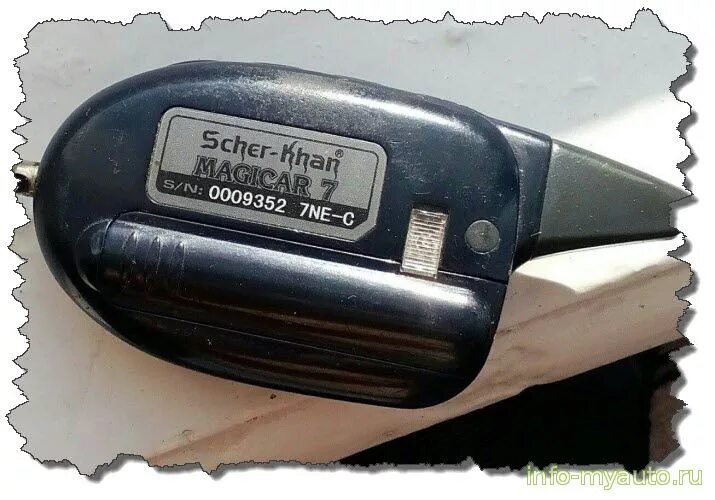 Scher-Khan®
MAGICAR 7
S/N: 0009352 7NE-C
info-myauto.ru